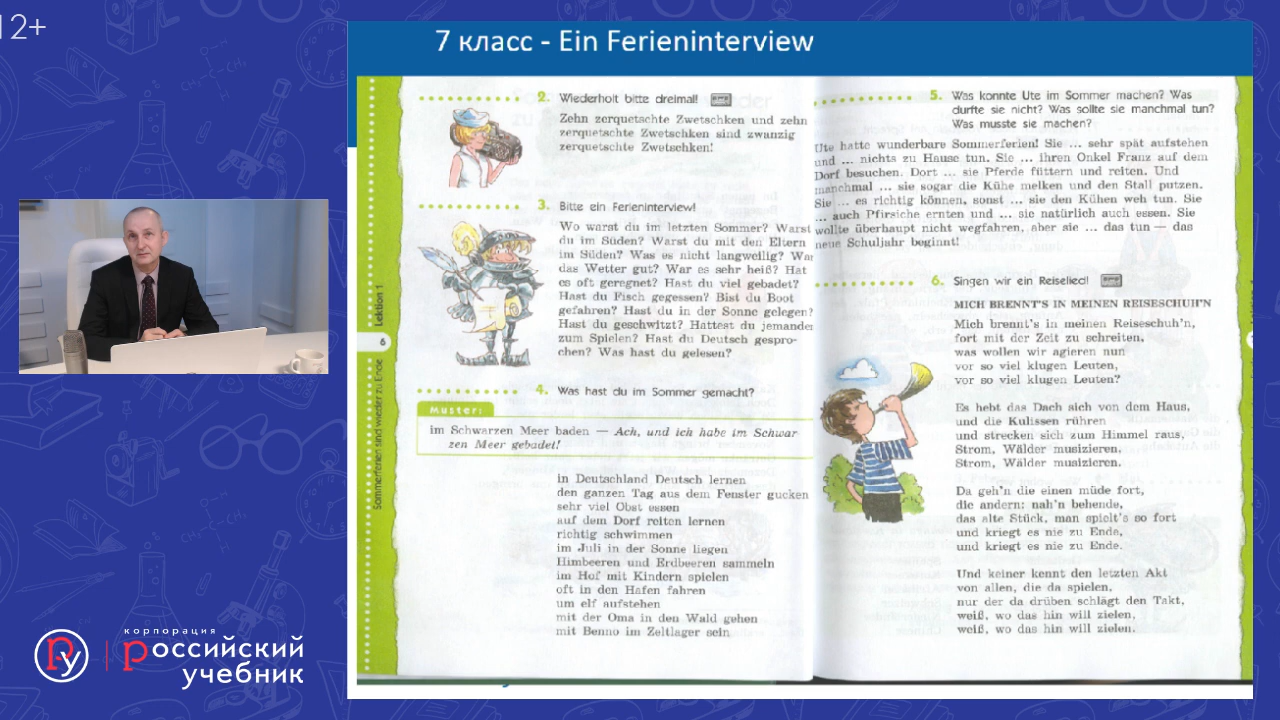 12+
7 класс - Ein Ferieninterview
2. Wiederholt bitte dreimal!
Zehn zerquetschte Zwetschken und zehn
zerquetschte Zwetschken sind zwanzig
zerquetschte Zwetschken!
3. Bitte ein Ferieninterview!
Wo warst du im letzten Sommer? Warst
du im Süden? Warst du mit den Eltern
im Süden? Was es nicht langweilig? War
das Wetter gut? War es sehr heiß? Hat
es oft geregnet? Hast du viel gebadet?
Hast du Fisch gegessen? Bist du Boot
gefahren? Hast du in der Sonne gelegen?
Hast du geschwitzt? Hattest du jemanden
zum Spielen? Hast du Deutsch gespro-
chen? Was hast du gelesen?
4. Was hast du im Sommer gemacht?
Muster:
im Schwarzen Meer baden — Ach, und ich habe im Schwar
zen Meer gebadet!
in Deutschland Deutsch lernen
den ganzen Tag aus dem Fenster gucken
sehr viel Obst essen
auf dem Dorf reiten lernen
richtig schwimmen
im Juli in der Sonne liegen
Himbeeren und Erdbeeren sammeln
im Hof mit Kindern spielen
oft in den Hafen fahren
um elf aufstehen
mit der Oma in den Wald gehen
mit Benno im Zeltlager sein
Lektion 1
6
Sommerferien sind wieder zu Ende
5. Was konnte Ute im Sommer machen? Was
durfte sie nicht? Was sollte sie manchmal tun?
Was musste sie machen?
Ute hatte wunderbare Sommerferien! Sie ... sehr spät aufstehen
und ... nichts zu Hause tun. Sie ... ihren Onkel Franz auf dem
Dorf besuchen. Dort ... sie Pferde füttern und reiten. Und
manchmal ... sie sogar die Kühe melken und den Stall putzen.
Sie ... es richtig können, sonst ... sie den Kühen weh tun. Sie
... auch Pfirsiche ernten und ... sie natürlich auch essen. Sie
wollte überhaupt nicht wegfahren, aber sie ... das tun — das
neue Schuljahr beginnt!
6. Singen wir ein Reiselied!
MICH BRENNT'S IN MEINEN REISESCHUH'N
Mich brennt's in meinen Reiseschuh'n,
fort mit der Zeit zu schreiten,
was wollen wir agieren nun
vor so viel klugen Leuten,
vor so viel klugen Leuten?
Es hebt das Dach sich von dem Haus,
und die Kulissen rühren
und strecken sich zum Himmel raus,
Strom, Wälder musizieren,
Strom, Wälder musizieren.
Da geh'n die einen müde fort,
die andern: nah'n behende,
das alte Stück, man spielt's so fort
und kriegt es nie zu Ende,
und kriegt es nie zu Ende.
Und keiner kennt den letzten Akt
von allen, die da spielen,
nur der da drüben schlägt den Takt,
weiß, wo das hin will zielen,
weiß, wo das hin will zielen.
корпорация
российский
учебник